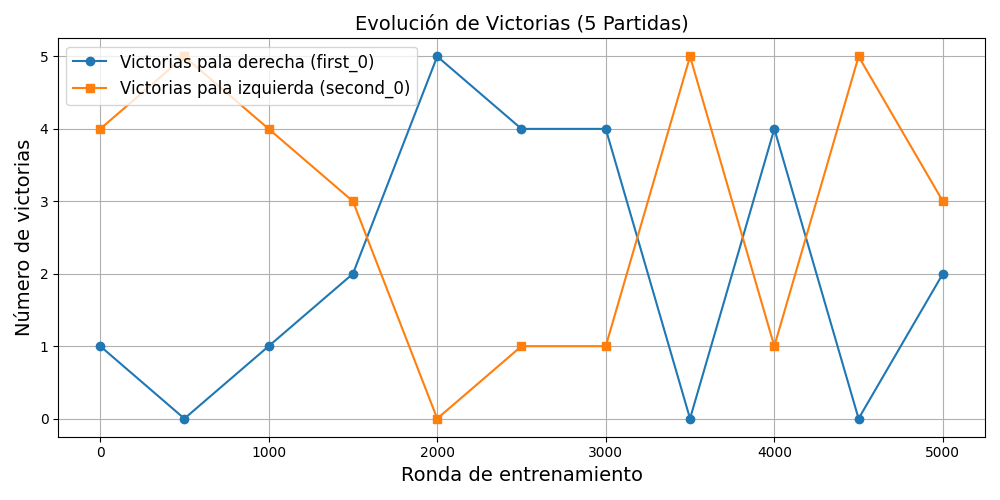 Evolución de Victorias (5 Partidas)
Victorias pala derecha (first_0)
Victorias pala izquierda (second_0)
Número de victorias
5
4
3
2
1
0
0 1000 2000 3000 4000 5000
Ronda de entrenamiento